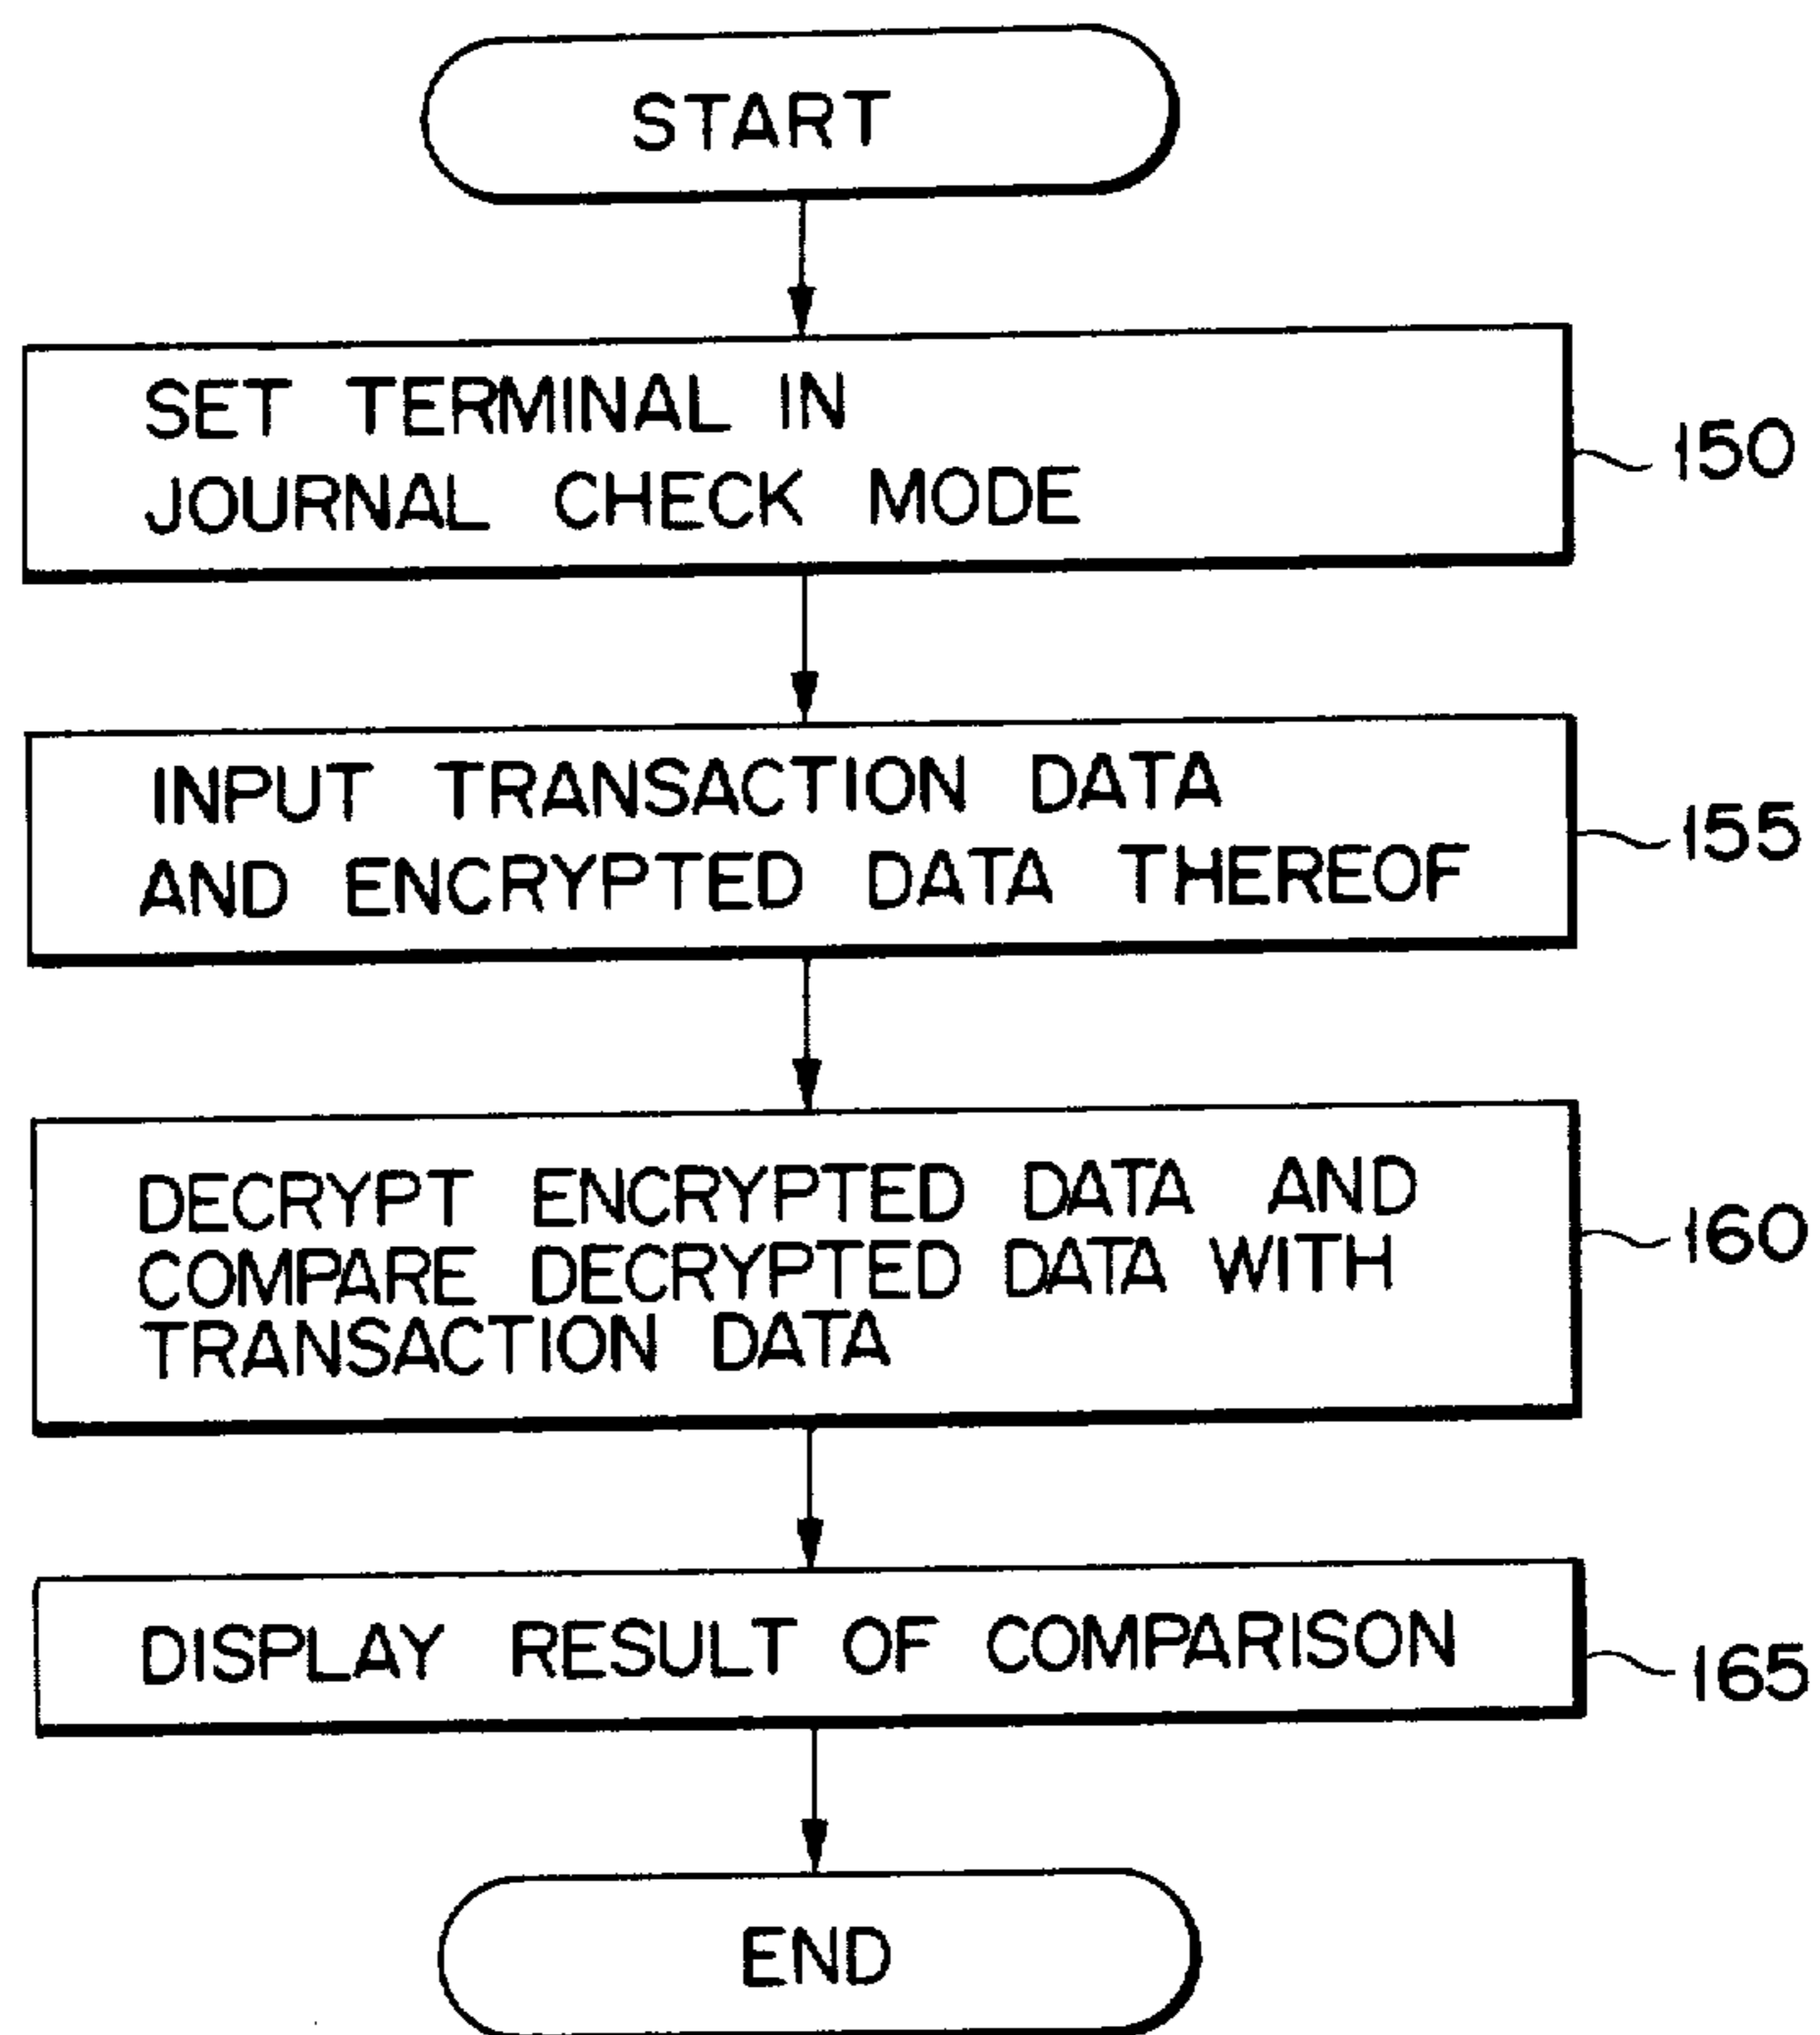 START
SET TERMINAL IN
JOURNAL CHECK MODE
150
INPUT TRANSACTION DATA
AND ENCRYPTED DATA THEREOF
155
DECRYPT ENCRYPTED DATA AND
COMPARE DECRYPTED DATA WITH
TRANSACTION DATA
160
DISPLAY RESULT OF COMPARISON
165
END